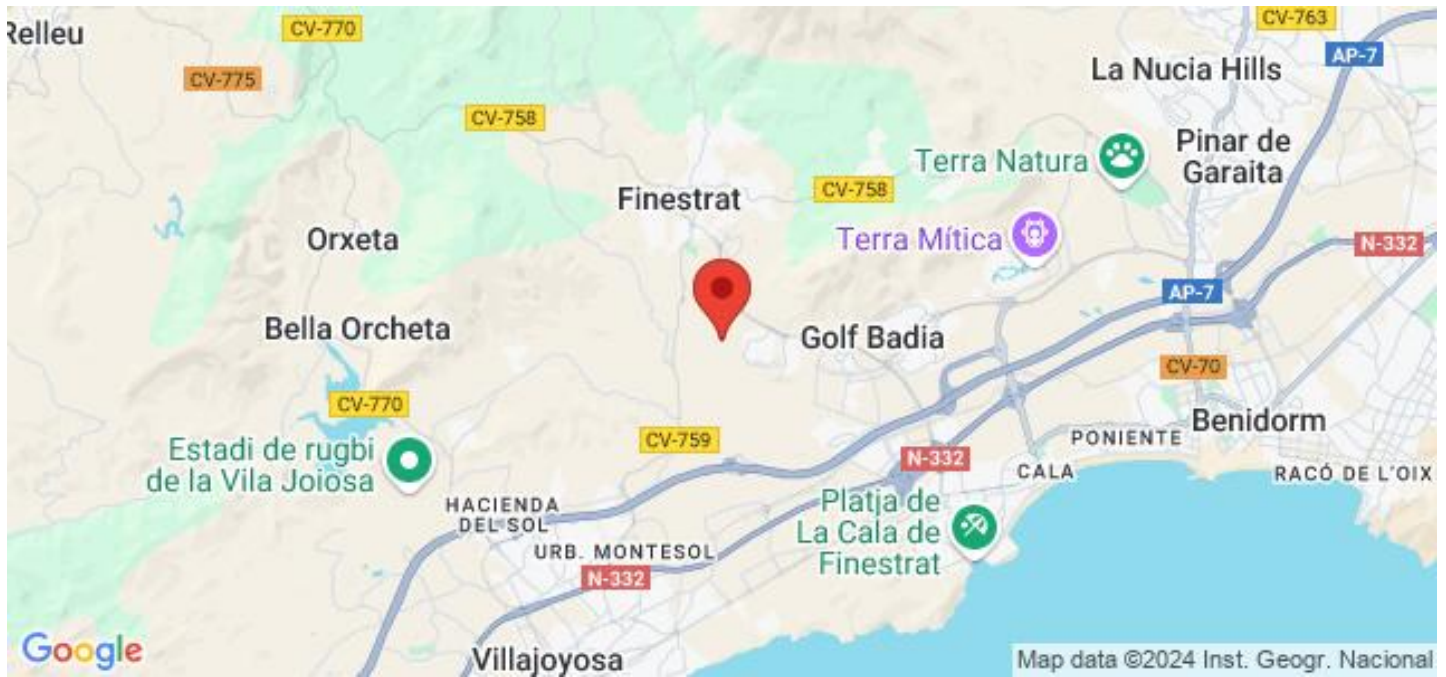 Relleu
CV-770
CV-763
AP-7
La Nucia Hills
CV-775
CV-758
Pinar de
Garaita
Terra Natura
CV-758
Finestrat
Orxeta
Terra Mítica
N-332
AP-7
Bella Orcheta
Golf Badia
CV-70
CV-770
Benidorm
CV-759
PONIENTE
N-332
CALA
RACÓ DE L'OIX
Estadi de rugbi
de la Vila Joiosa
HACIENDA
DEL SOL
Platja de
La Cala de
Finestrat
URB. MONTESOL
N-332
Villajoyosa
Google
Map data ©2024 Inst. Geogr. Nacional